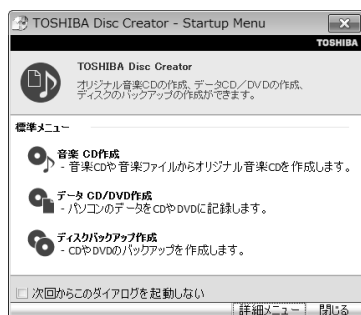 TOSHIBA Disc Creator - Startup Menu
TOSHIBA
TOSHIBA Disc Creator
オリジナル音楽CDの作成、データCD／DVDの作成、
ディスクのバックアップの作成ができます。
標準メニュー
音楽 CD作成
- 音楽CDや音楽ファイルからオリジナル音楽CDを作成します。
データ CD/DVD作成
- パソコンのデータをCDやDVDに記録します。
ディスクバックアップ作成
- CDやDVDのバックアップを作成します。
次回からこのダイアログを起動しない
詳細メニュー 閉じる